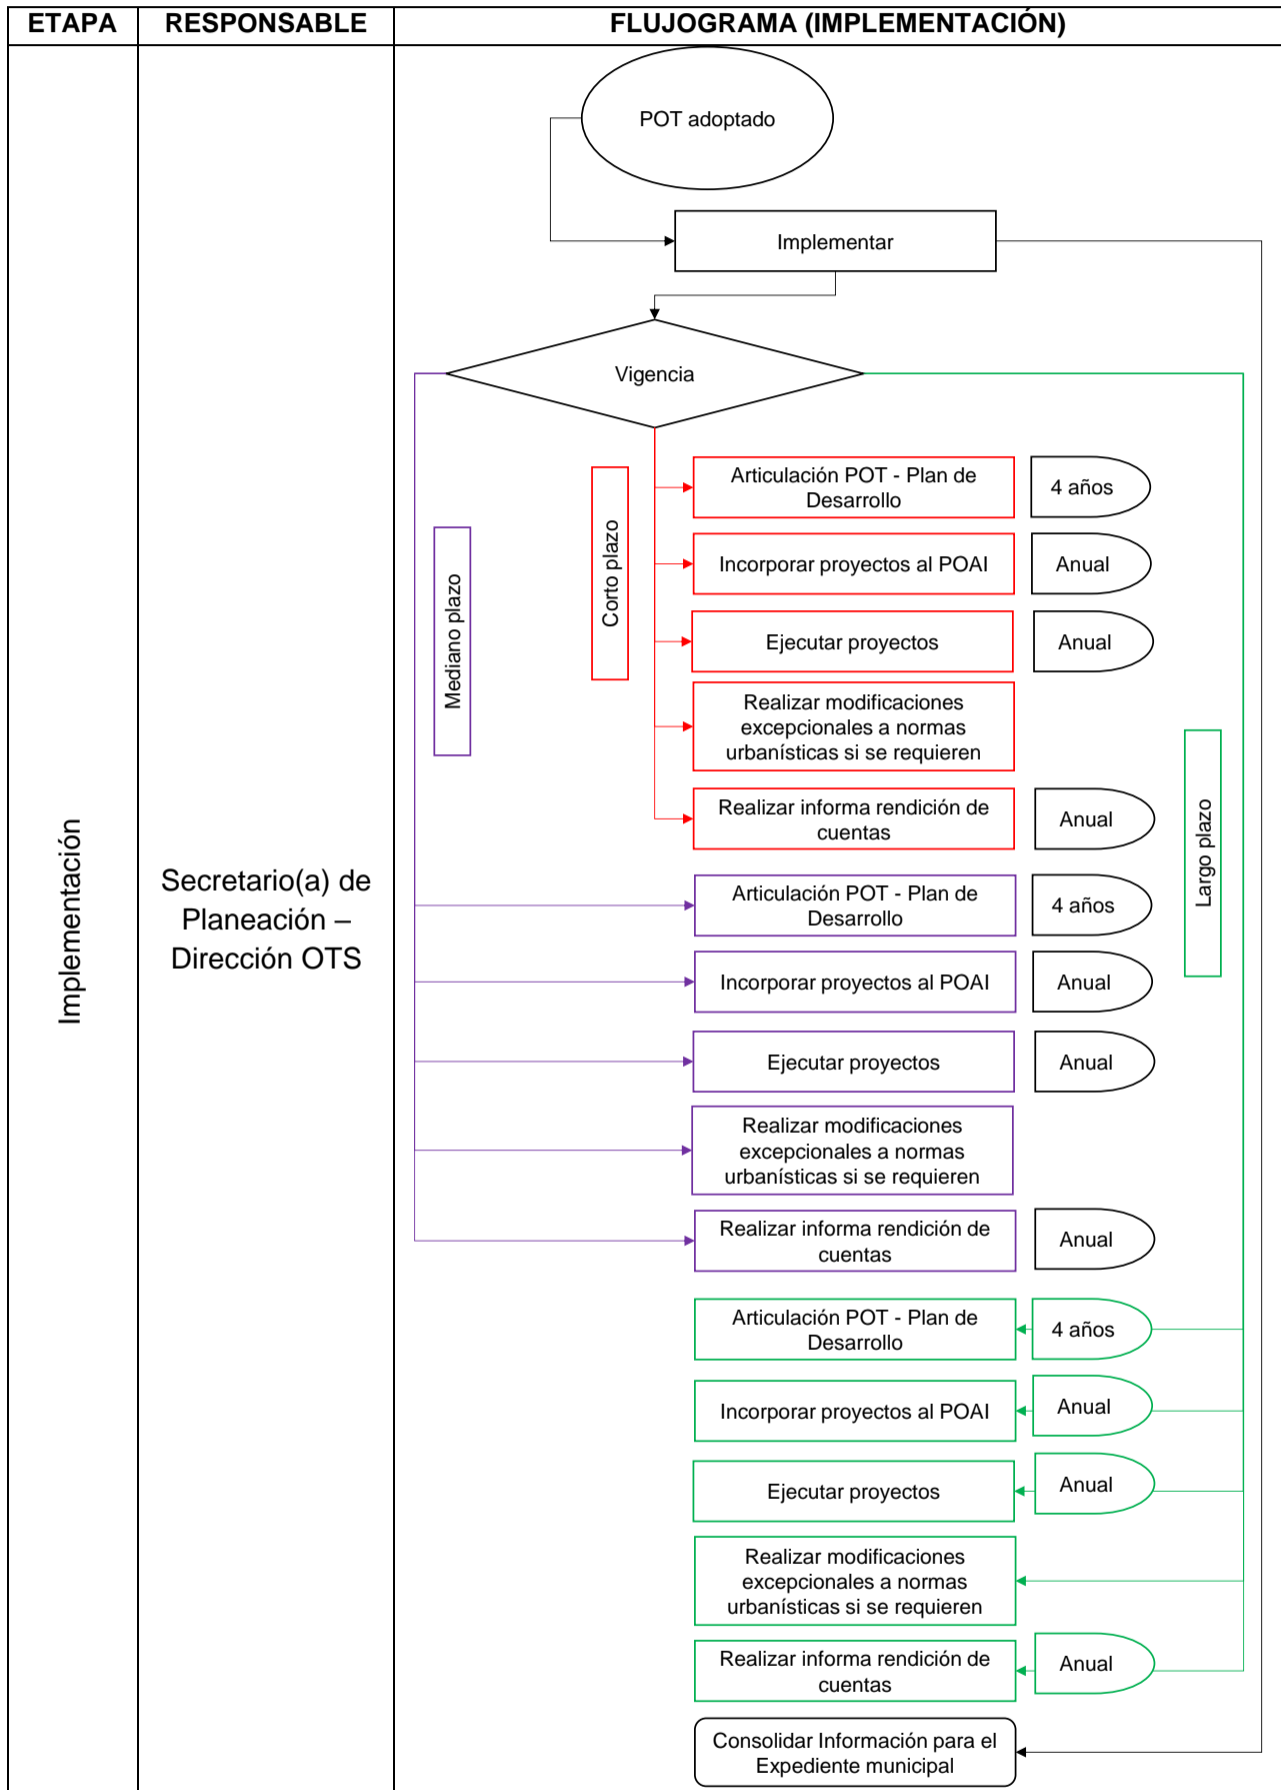 ETAPA
RESPONSABLE
FLUJOGRAMA (IMPLEMENTACIÓN)
Implementación
Secretario(a) de
Planeación –
Dirección OTS
POT adoptado
Implementar
Vigencia
Mediano plazo
Corto plazo
Largo plazo
Articulación POT - Plan de
Desarrollo
4 años
Incorporar proyectos al POAI
Anual
Ejecutar proyectos
Anual
Realizar modificaciones
excepcionales a normas
urbanísticas si se requieren
Realizar informa rendición de
cuentas
Anual
Articulación POT - Plan de
Desarrollo
4 años
Incorporar proyectos al POAI
Anual
Ejecutar proyectos
Anual
Realizar modificaciones
excepcionales a normas
urbanísticas si se requieren
Realizar informa rendición de
cuentas
Anual
Articulación POT - Plan de
Desarrollo
4 años
Incorporar proyectos al POAI
Anual
Ejecutar proyectos
Anual
Realizar modificaciones
excepcionales a normas
urbanísticas si se requieren
Realizar informa rendición de
cuentas
Anual
Consolidar Información para el
Expediente municipal